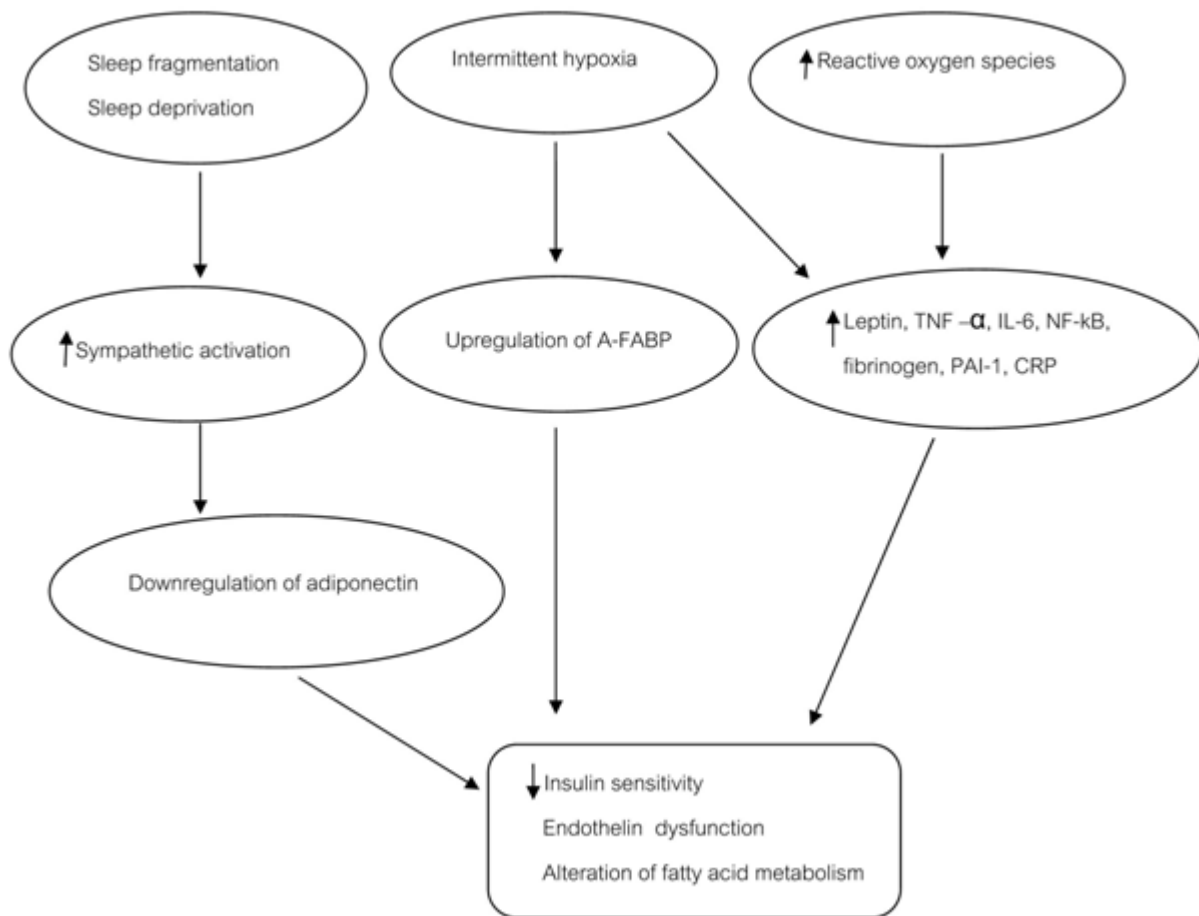 Sleep fragmentation
Sleep deprivation
Intermittent hypoxia
Reactive oxygen species
Sympathetic activation
Upregulation of A-FABP
Leptin, TNF –α, IL-6, NF-kB,
fibrinogen, PAI-1, CRP
Downregulation of adiponectin
Insulin sensitivity
Endothelin dysfunction
Alteration of fatty acid metabolism